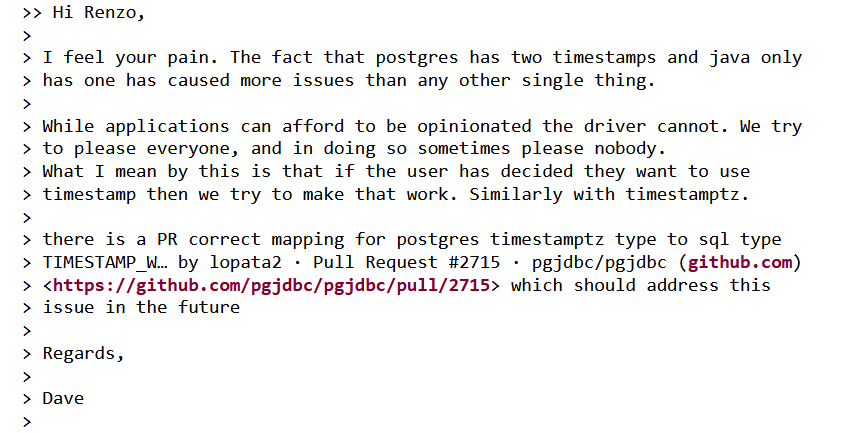 >> Hi Renzo,
>
> I feel your pain. The fact that postgres has two timestamps and java only
> has one has caused more issues than any other single thing.
>
> While applications can afford to be opinionated the driver cannot. We try
> to please everyone, and in doing so sometimes please nobody.
> What I mean by this is that if the user has decided they want to use
> timestamp then we try to make that work. Similarly with timestamptz.
>
> there is a PR correct mapping for postgres timestamptz type to sql type
> TIMESTAMP_W… by lopata2 · Pull Request #2715 · pgjdbc/pgjdbc (github.com)
> <https://github.com/pgjdbc/pgjdbc/pull/2715> which should address this
> issue in the future
>
> Regards,
>
> Dave
>